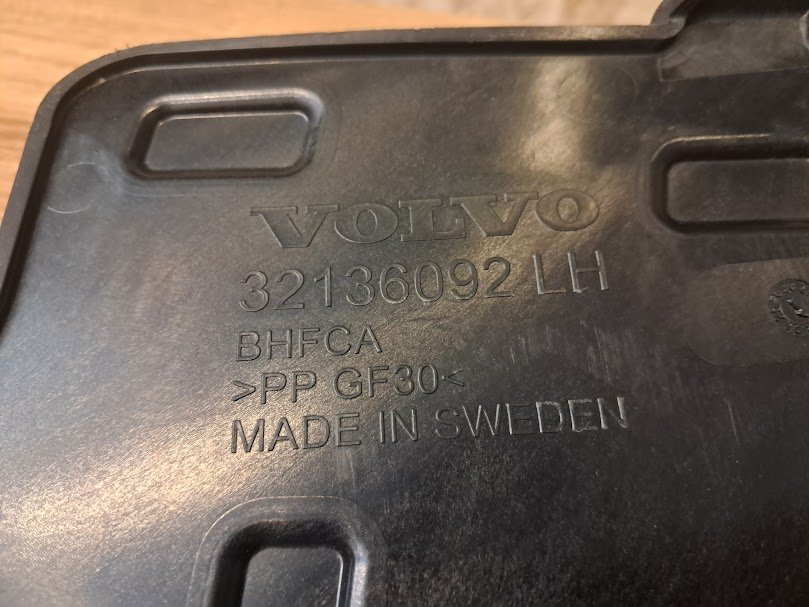 VOLVO
32136092 LH
BHFCA
>PP GF30<
MADE IN SWEDEN